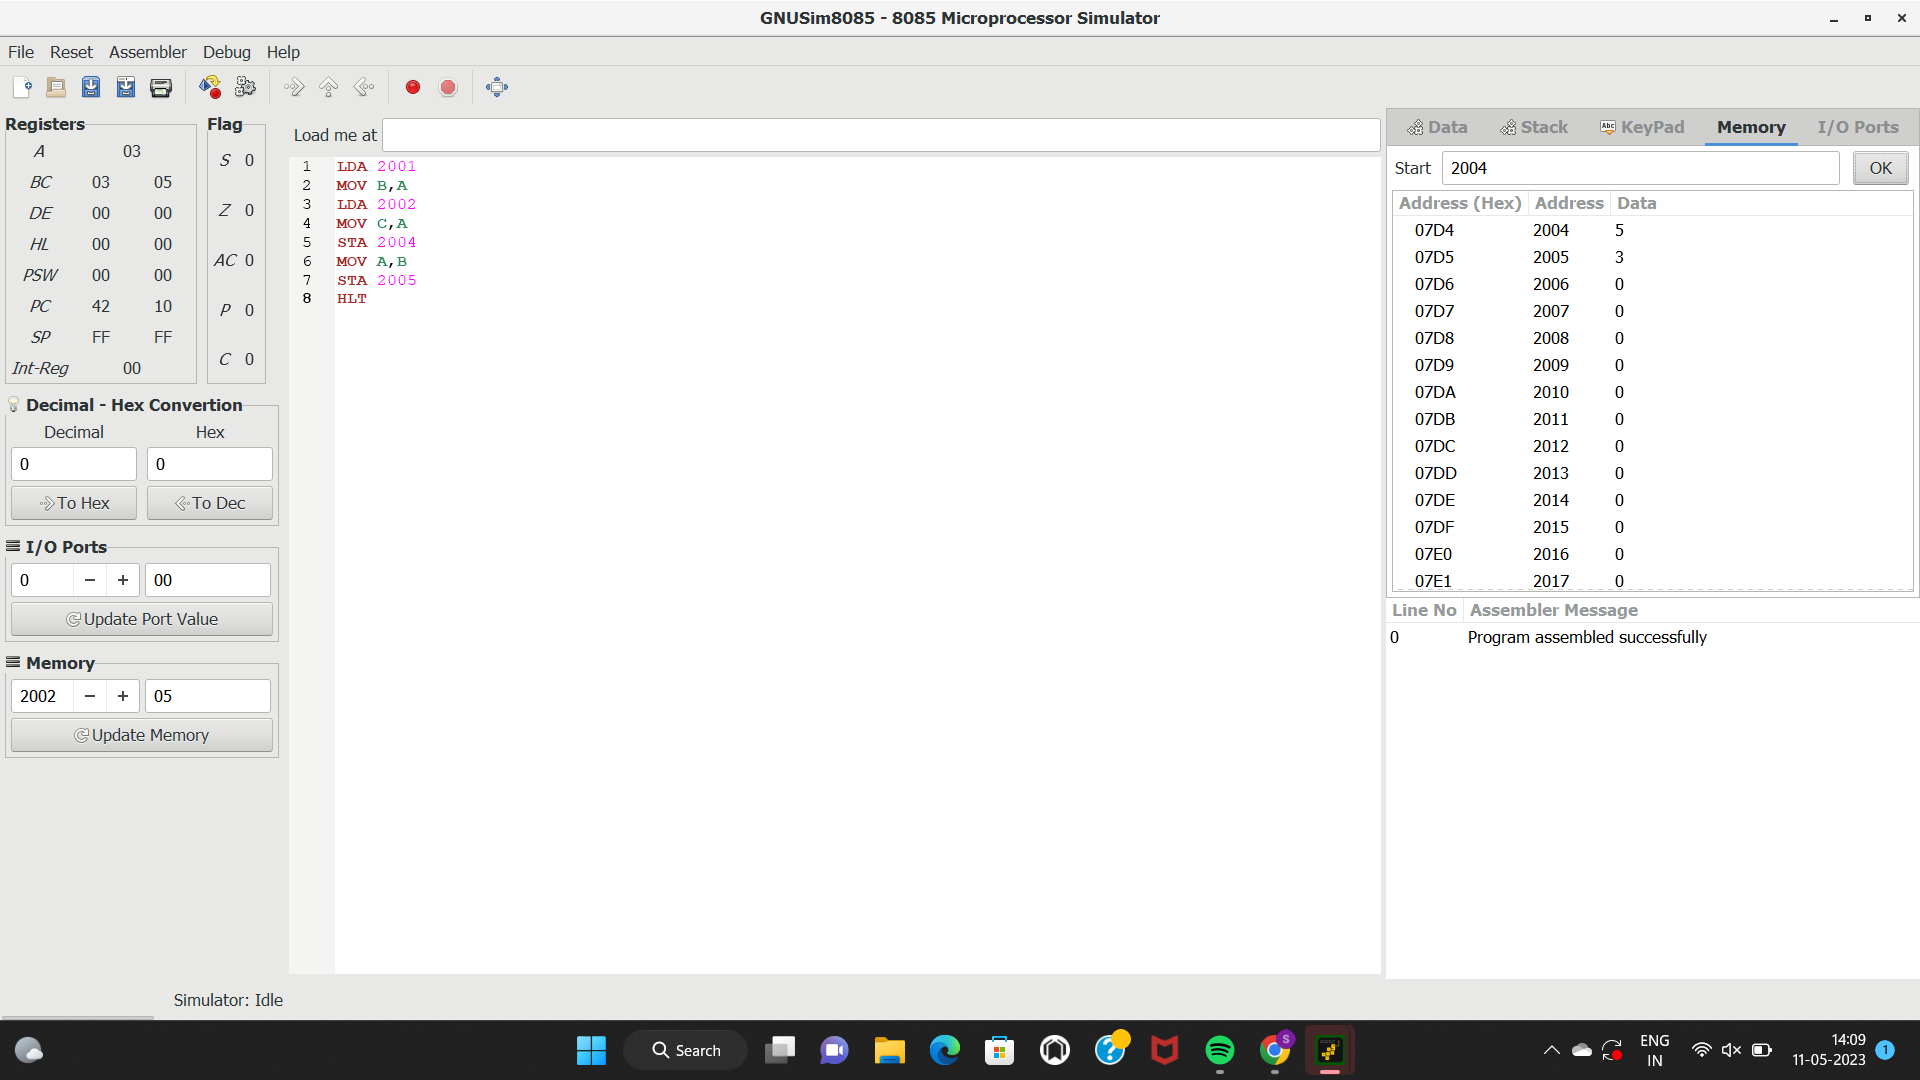 GNUSim8085 - 8085 Microprocessor Simulator
File Reset Assembler Debug Help
Registers
A 03
BC 03 05
DE 00 00
HL 00 00
PSW 00 00
PC 42 10
SP FF FF
Int-Reg 00
Flag
S 0
Z 0
AC 0
P 0
C 0
Decimal - Hex Convertion
Decimal Hex
0 0
To Hex To Dec
I/O Ports
0 − + 00
Update Port Value
Memory
2002 − + 05
Update Memory
Load me at
1 LDA 2001
2 MOV B,A
3 LDA 2002
4 MOV C,A
5 STA 2004
6 MOV A,B
7 STA 2005
8 HLT
Data Stack Abc KeyPad Memory I/O Ports
Start 2004 OK
Address (Hex) Address Data
07D4 2004 5
07D5 2005 3
07D6 2006 0
07D7 2007 0
07D8 2008 0
07D9 2009 0
07DA 2010 0
07DB 2011 0
07DC 2012 0
07DD 2013 0
07DE 2014 0
07DF 2015 0
07E0 2016 0
07E1 2017 0
Line No Assembler Message
0 Program assembled successfully
Simulator: Idle
Search
S
ENG
IN
14:09
11-05-2023
1